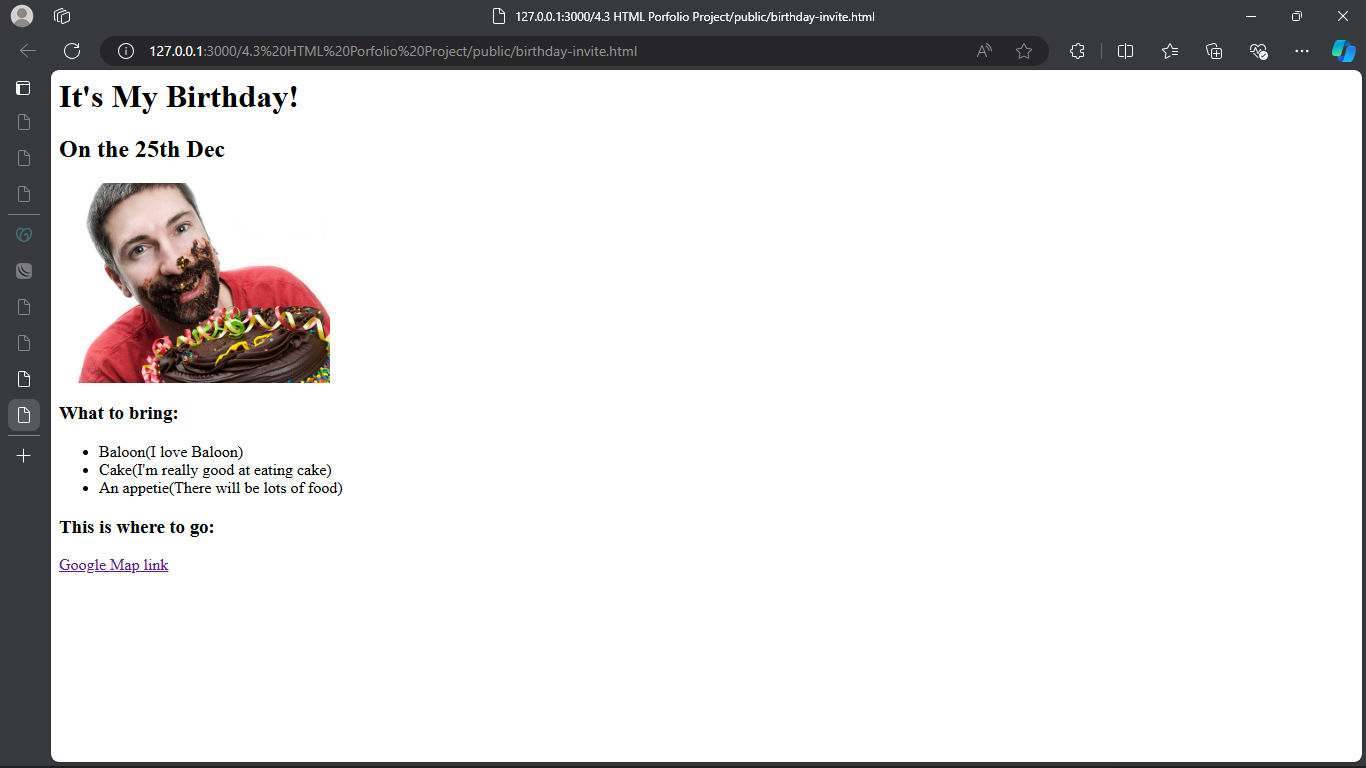 127.0.0.1:3000/4.3 HTML Porfolio Project/public/birthday-invite.html
127.0.0.1:3000/4.3%20HTML%20Porfolio%20Project/public/birthday-invite.html
It's My Birthday!
On the 25th Dec
What to bring:
Baloon(I love Baloon)
Cake(I'm really good at eating cake)
An appetie(There will be lots of food)
This is where to go:
Google Map link